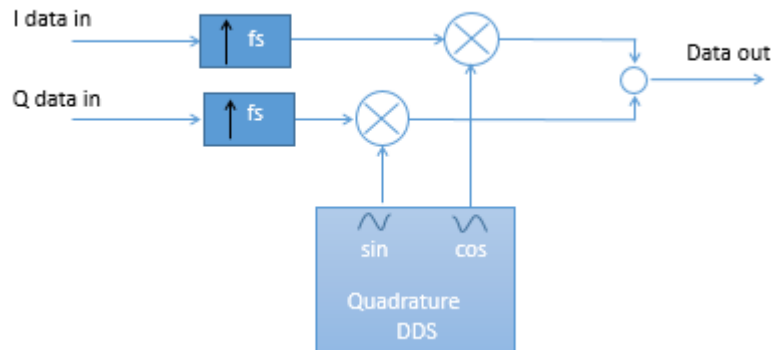 I data in
fs
Data out
Q data in
fs
sin
cos
Quadrature
DDS